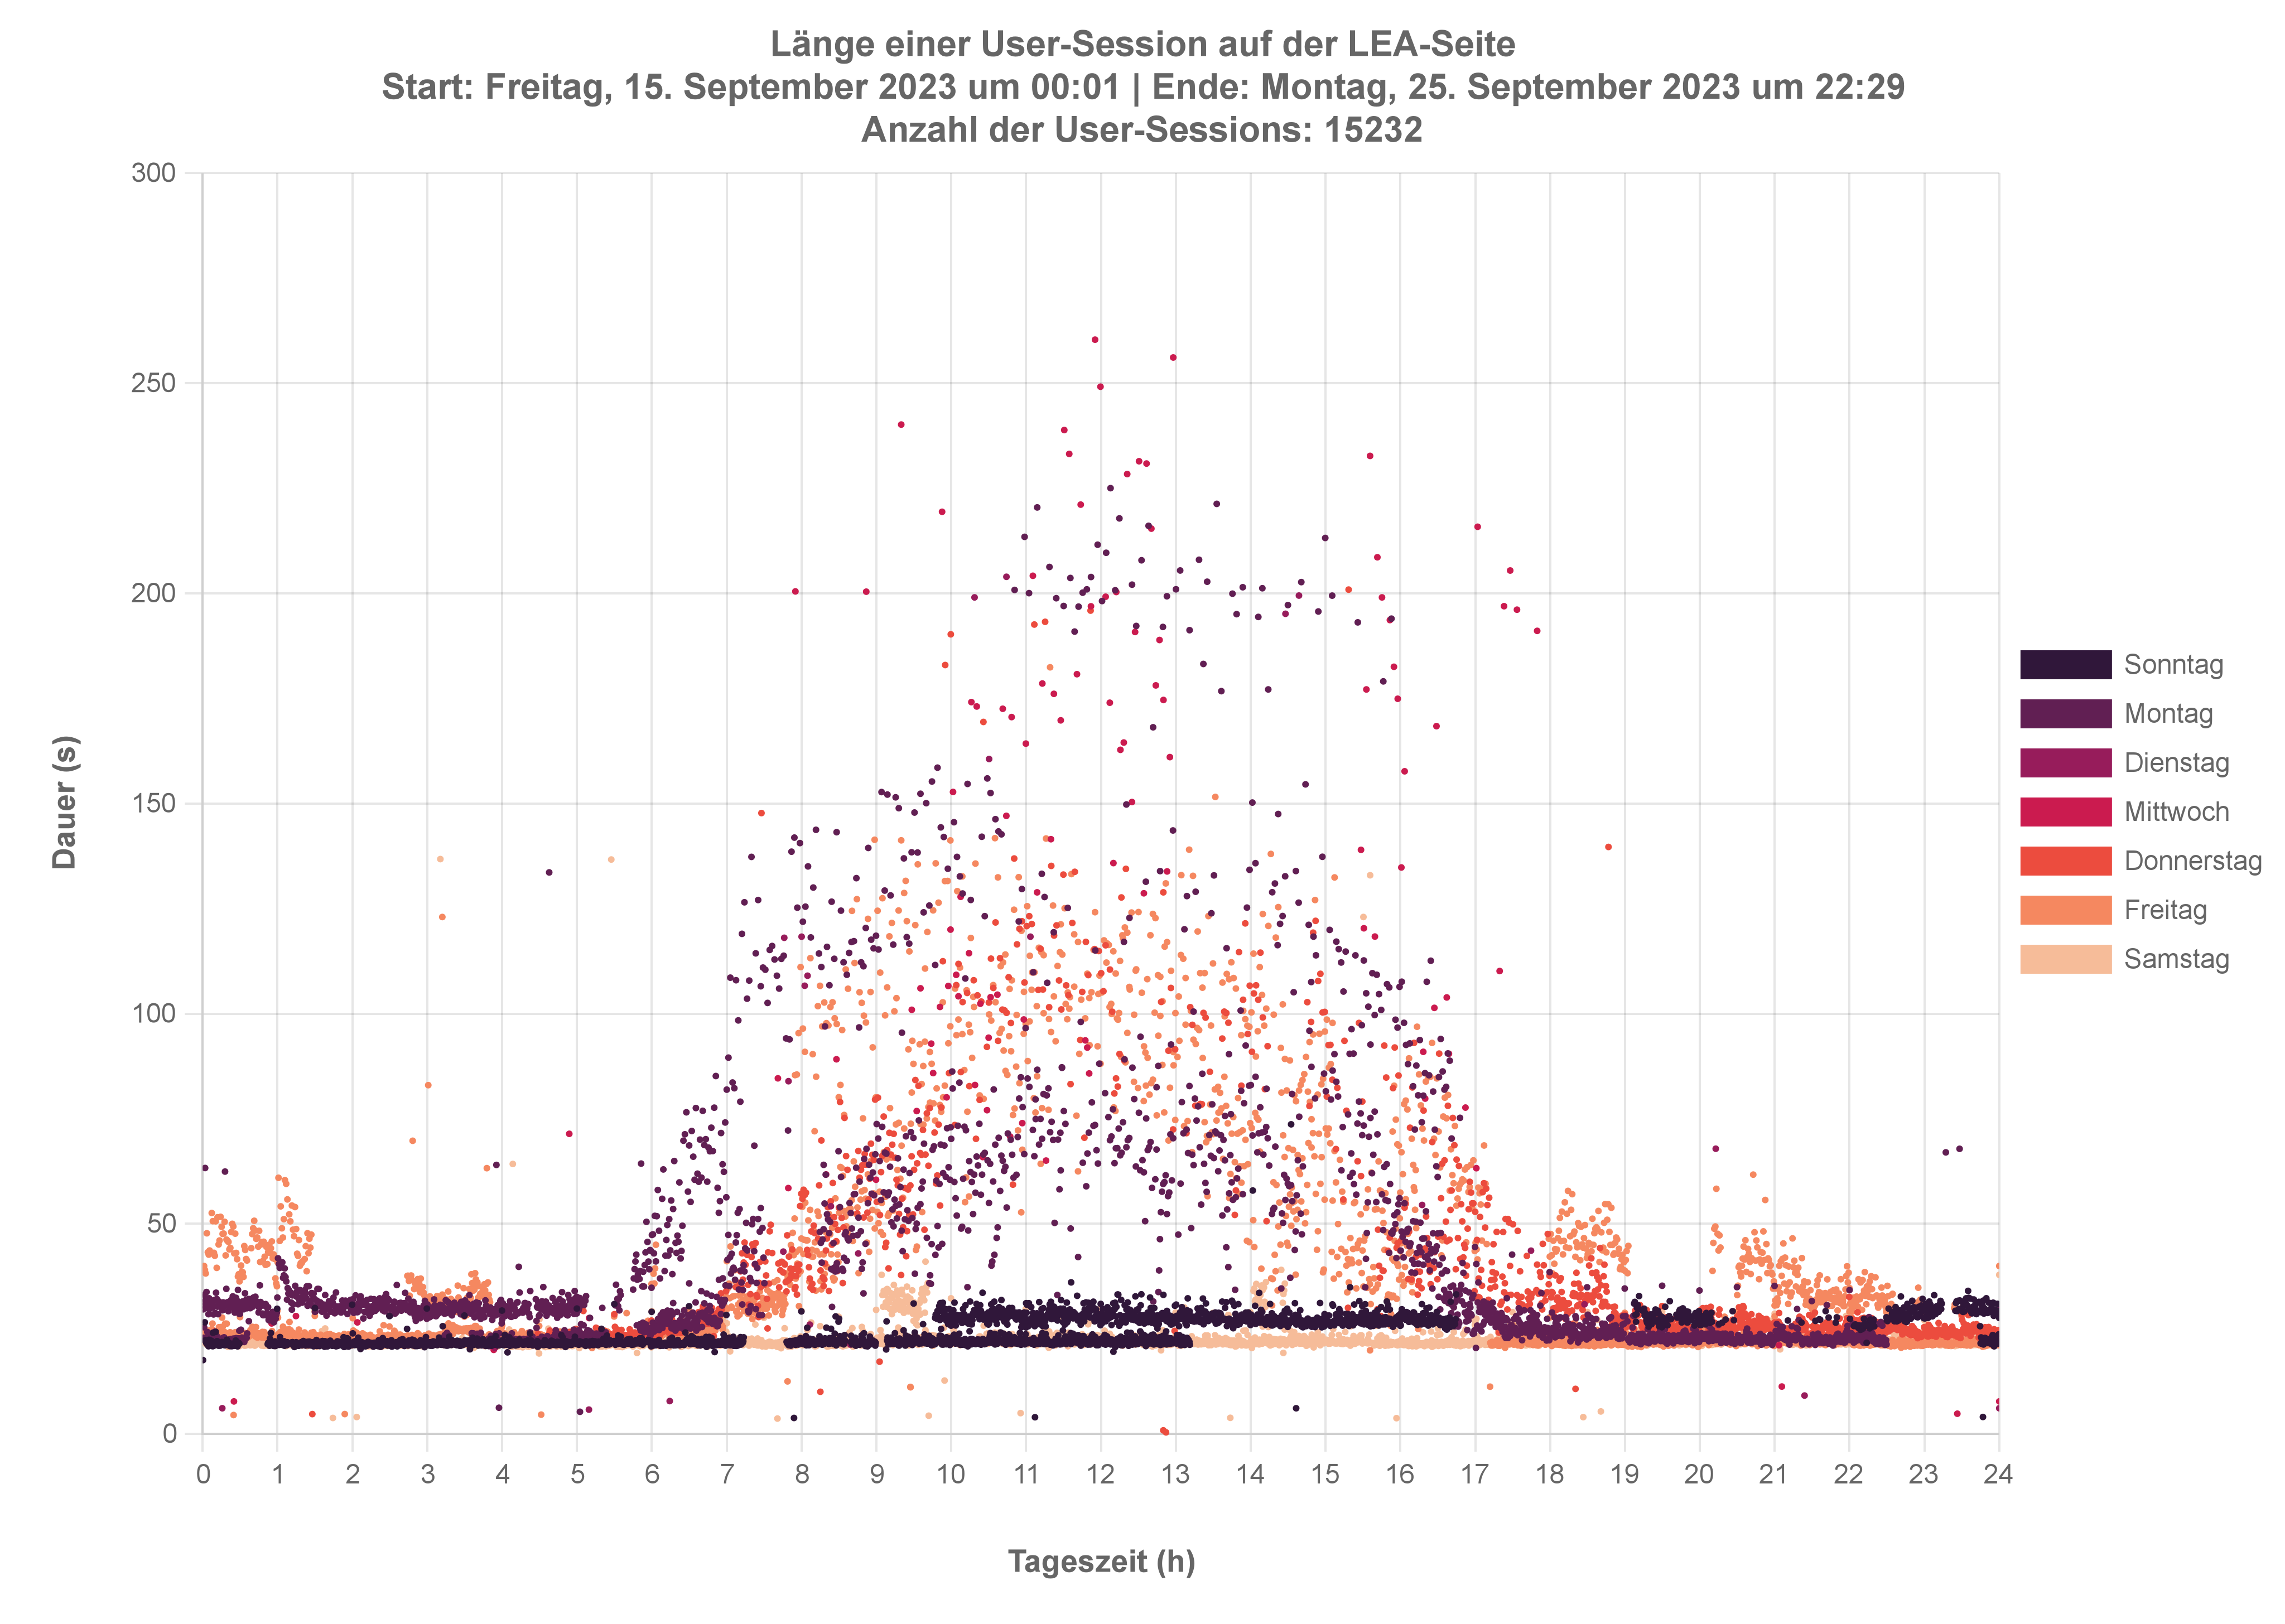 Länge einer User-Session auf der LEA-Seite
Start: Freitag, 15. September 2023 um 00:01 | Ende: Montag, 25. September 2023 um 22:29
Anzahl der User-Sessions: 15232
300
250
200
150
100
50
0
Dauer (s)
0 1 2 3 4 5 6 7 8 9 10 11 12 13 14 15 16 17 18 19 20 21 22 23 24
Tageszeit (h)
Sonntag
Montag
Dienstag
Mittwoch
Donnerstag
Freitag
Samstag